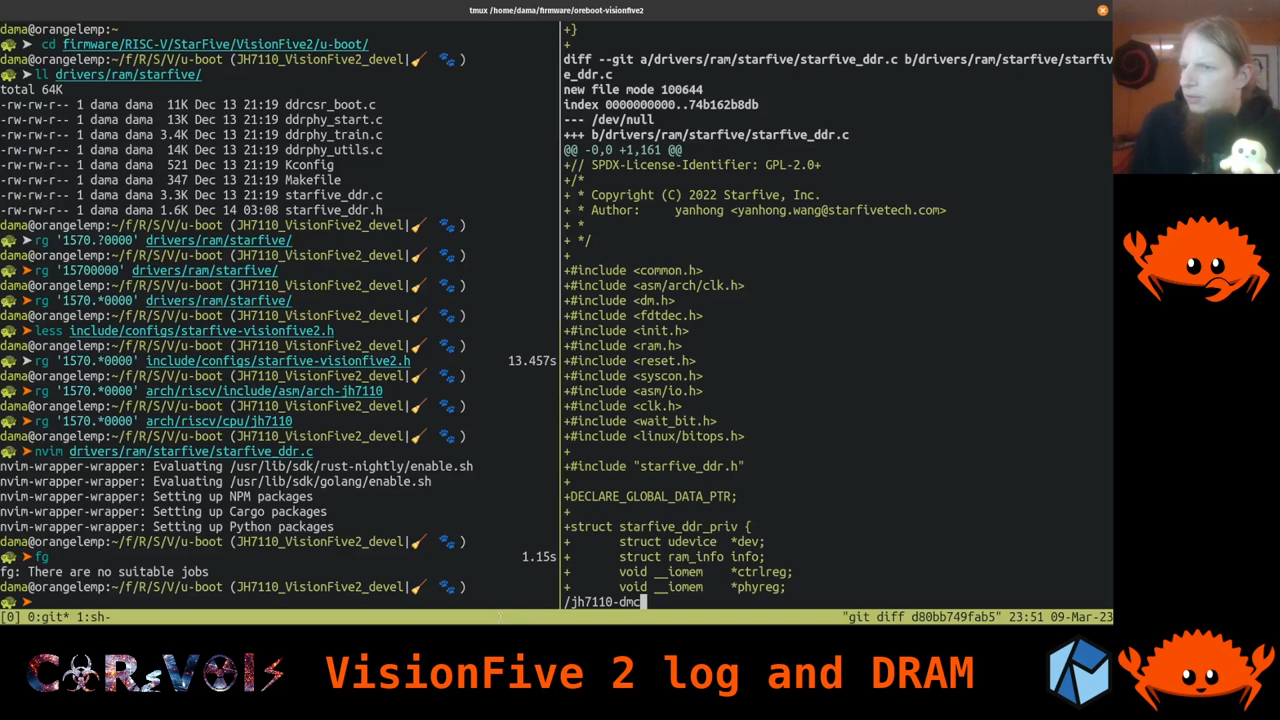 tmux /home/dama/firmware/oreboot-visionfive2
dama@orangelemp:~
➤ cd firmware/RISC-V/StarFive/VisionFive2/u-boot/
dama@orangelemp:~/f/R/S/V/u-boot (JH7110_VisionFive2_devel|🧹 🐾)
➤ ll drivers/ram/starfive/
total 64K
-rw-rw-r-- 1 dama dama  11K Dec 13 21:19 ddrcsr_boot.c
-rw-rw-r-- 1 dama dama  11K Dec 13 21:19 ddrphy_start.c
-rw-rw-r-- 1 dama dama 3.4K Dec 13 21:19 ddrphy_train.c
-rw-rw-r-- 1 dama dama  14K Dec 13 21:19 ddrphy_utils.c
-rw-rw-r-- 1 dama dama  521 Dec 13 21:19 Kconfig
-rw-rw-r-- 1 dama dama  347 Dec 13 21:19 Makefile
-rw-rw-r-- 1 dama dama 3.3K Dec 13 21:19 starfive_ddr.c
-rw-rw-r-- 1 dama dama 1.6K Dec 14 03:08 starfive_ddr.h
dama@orangelemp:~/f/R/S/V/u-boot (JH7110_VisionFive2_devel|🧹 🐾)
➤ rg '1570.?0000' drivers/ram/starfive/
dama@orangelemp:~/f/R/S/V/u-boot (JH7110_VisionFive2_devel|🧹 🐾)
➤ rg '15700000' drivers/ram/starfive/
dama@orangelemp:~/f/R/S/V/u-boot (JH7110_VisionFive2_devel|🧹 🐾)
➤ rg '1570.*0000' drivers/ram/starfive/
dama@orangelemp:~/f/R/S/V/u-boot (JH7110_VisionFive2_devel|🧹 🐾)
➤ less include/configs/starfive-visionfive2.h
dama@orangelemp:~/f/R/S/V/u-boot (JH7110_VisionFive2_devel|🧹 🐾)
➤ rg '1570.*0000' include/configs/starfive-visionfive2.h 13.457s
dama@orangelemp:~/f/R/S/V/u-boot (JH7110_VisionFive2_devel|🧹 🐾)
➤ rg '1570.*0000' arch/riscv/include/asm/arch-jh7110
dama@orangelemp:~/f/R/S/V/u-boot (JH7110_VisionFive2_devel|🧹 🐾)
➤ rg '1570.*0000' arch/riscv/cpu/jh7110
dama@orangelemp:~/f/R/S/V/u-boot (JH7110_VisionFive2_devel|🧹 🐾)
➤ nvim drivers/ram/starfive/starfive_ddr.c
nvim-wrapper-wrapper: Evaluating /usr/lib/sdk/rust-nightly/enable.sh
nvim-wrapper-wrapper: Evaluating /usr/lib/sdk/golang/enable.sh
nvim-wrapper-wrapper: Setting up NPM packages
nvim-wrapper-wrapper: Setting up Cargo packages
nvim-wrapper-wrapper: Setting up Python packages
dama@orangelemp:~/f/R/S/V/u-boot (JH7110_VisionFive2_devel|🧹 🐾)
➤ fg 1.15s
fg: There are no suitable jobs
dama@orangelemp:~/f/R/S/V/u-boot (JH7110_VisionFive2_devel|🧹 🐾)
➤
+}
+
diff --git a/drivers/ram/starfive/starfive_ddr.c b/drivers/ram/starfive/starfiv
e_ddr.c
new file mode 100644
index 0000000000..74b162b8db
--- /dev/null
+++ b/drivers/ram/starfive/starfive_ddr.c
@@ -0,0 +1,161 @@
+// SPDX-License-Identifier: GPL-2.0+
+/*
+ * Copyright (C) 2022 Starfive, Inc.
+ * Author:     yanhong <yanhong.wang@starfivetech.com>
+ *
+ */
+
+#include <common.h>
+#include <asm/arch/clk.h>
+#include <dm.h>
+#include <fdtdec.h>
+#include <init.h>
+#include <ram.h>
+#include <reset.h>
+#include <syscon.h>
+#include <asm/io.h>
+#include <clk.h>
+#include <wait_bit.h>
+#include <linux/bitops.h>
+
+#include "starfive_ddr.h"
+
+DECLARE_GLOBAL_DATA_PTR;
+
+struct starfive_ddr_priv {
+       struct udevice  *dev;
+       struct ram_info info;
+       void __iomem    *ctrlreg;
+       void __iomem    *phyreg;
/jh7110-dmc
[0] 0:git* 1:sh- "git diff d80bb749fab5" 23:51 09-Mar-23
VisionFive 2 log and DRAM